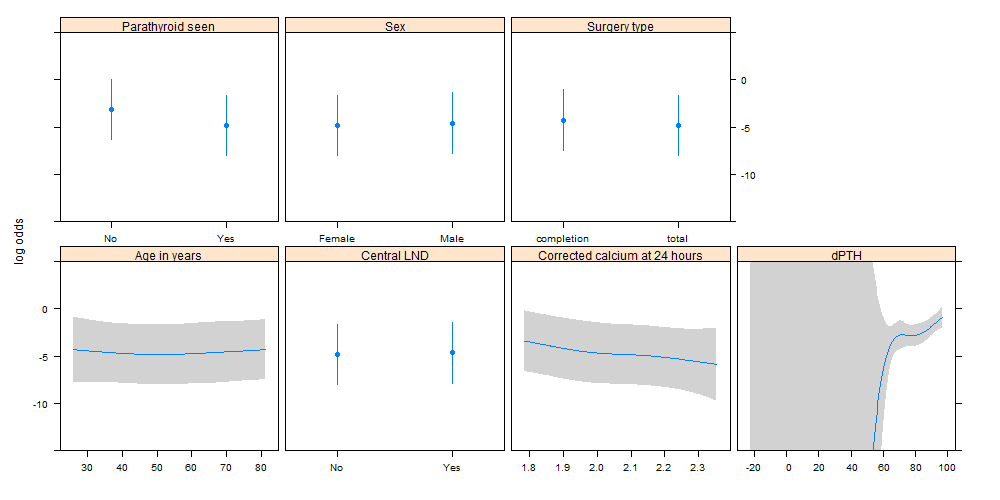 Parathyroid seen Sex Surgery type
0
-5
-10
No Yes Female Male completion total
log odds
Age in years Central LND Corrected calcium at 24 hours dPTH
0
-5
-10
30 40 50 60 70 80 No Yes 1.8 1.9 2.0 2.1 2.2 2.3 -20 0 20 40 60 80 100